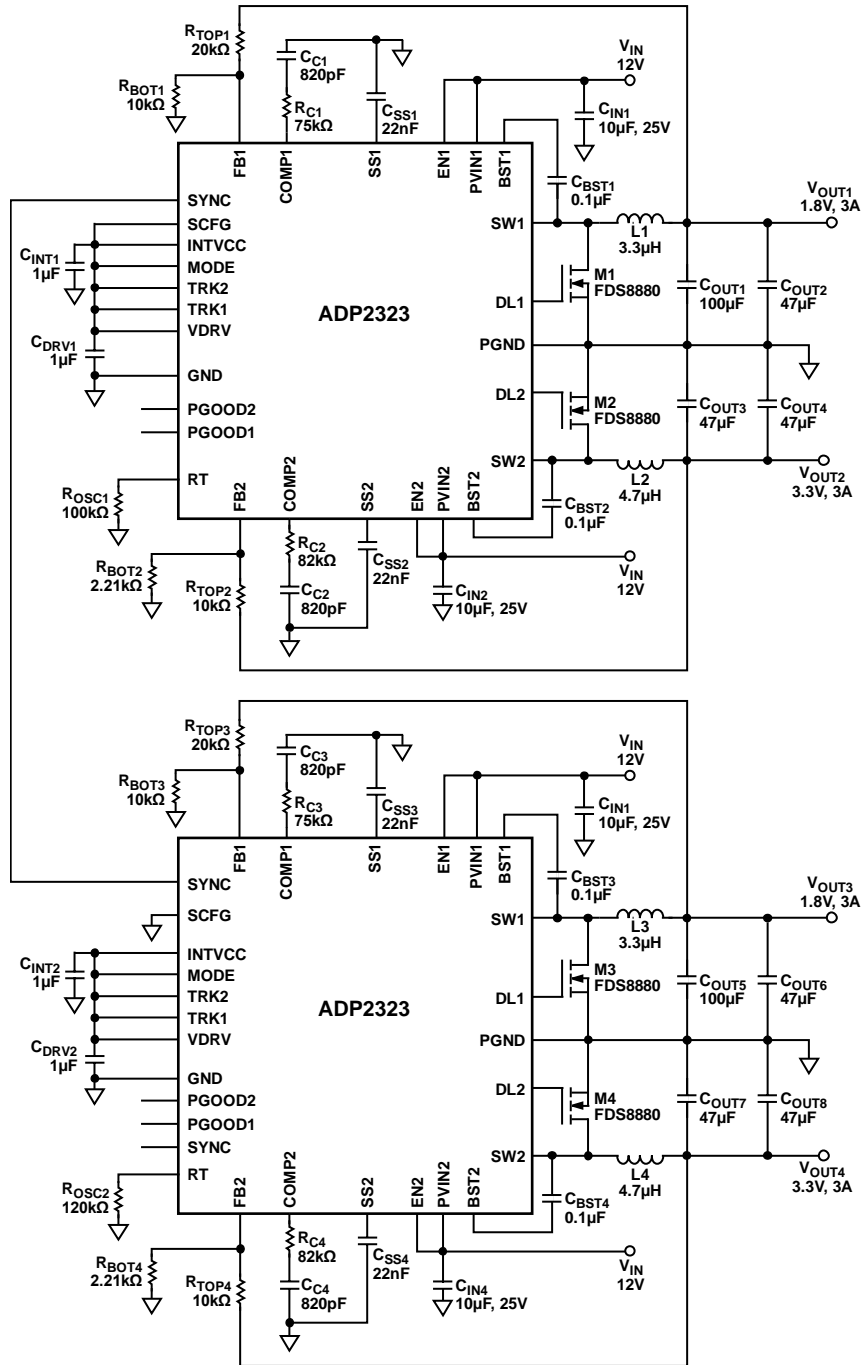 RTOP1
20kΩ
CC1
820pF
VIN
12V
RBOT1
10kΩ
RC1
75kΩ
CSS1
22nF
CIN1
10µF, 25V
FB1
COMP1
SS1
EN1
PVIN1
BST1
CBST1
0.1µF
SYNC
SCFG
INTVCC
MODE
TRK2
TRK1
VDRV
GND
PGOOD2
PGOOD1
RT
CINT1
1µF
CDRV1
1µF
ADP2323
SW1
DL1
PGND
DL2
SW2
L1
3.3µH
VOUT1
1.8V, 3A
M1
FDS8880
COUT1
100µF
COUT2
47µF
M2
FDS8880
COUT3
47µF
COUT4
47µF
L2
4.7µH
VOUT2
3.3V, 3A
ROSC1
100kΩ
FB2
COMP2
SS2
EN2
PVIN2
BST2
CBST2
0.1µF
RBOT2
2.21kΩ
RTOP2
10kΩ
RC2
82kΩ
CC2
820pF
CSS2
22nF
CIN2
10µF, 25V
VIN
12V
RTOP3
20kΩ
CC3
820pF
VIN
12V
RBOT3
10kΩ
RC3
75kΩ
CSS3
22nF
CIN1
10µF, 25V
FB1
COMP1
SS1
EN1
PVIN1
BST1
CBST3
0.1µF
SYNC
SCFG
INTVCC
MODE
TRK2
TRK1
VDRV
GND
PGOOD2
PGOOD1
SYNC
RT
CINT2
1µF
CDRV2
1µF
ADP2323
SW1
DL1
PGND
DL2
SW2
L3
3.3µH
VOUT3
1.8V, 3A
M3
FDS8880
COUT5
100µF
COUT6
47µF
M4
FDS8880
COUT7
47µF
COUT8
47µF
L4
4.7µH
VOUT4
3.3V, 3A
ROSC2
120kΩ
FB2
COMP2
SS2
EN2
PVIN2
BST2
CBST4
0.1µF
RBOT4
2.21kΩ
RTOP4
10kΩ
RC4
82kΩ
CC4
820pF
CSS4
22nF
CIN4
10µF, 25V
VIN
12V